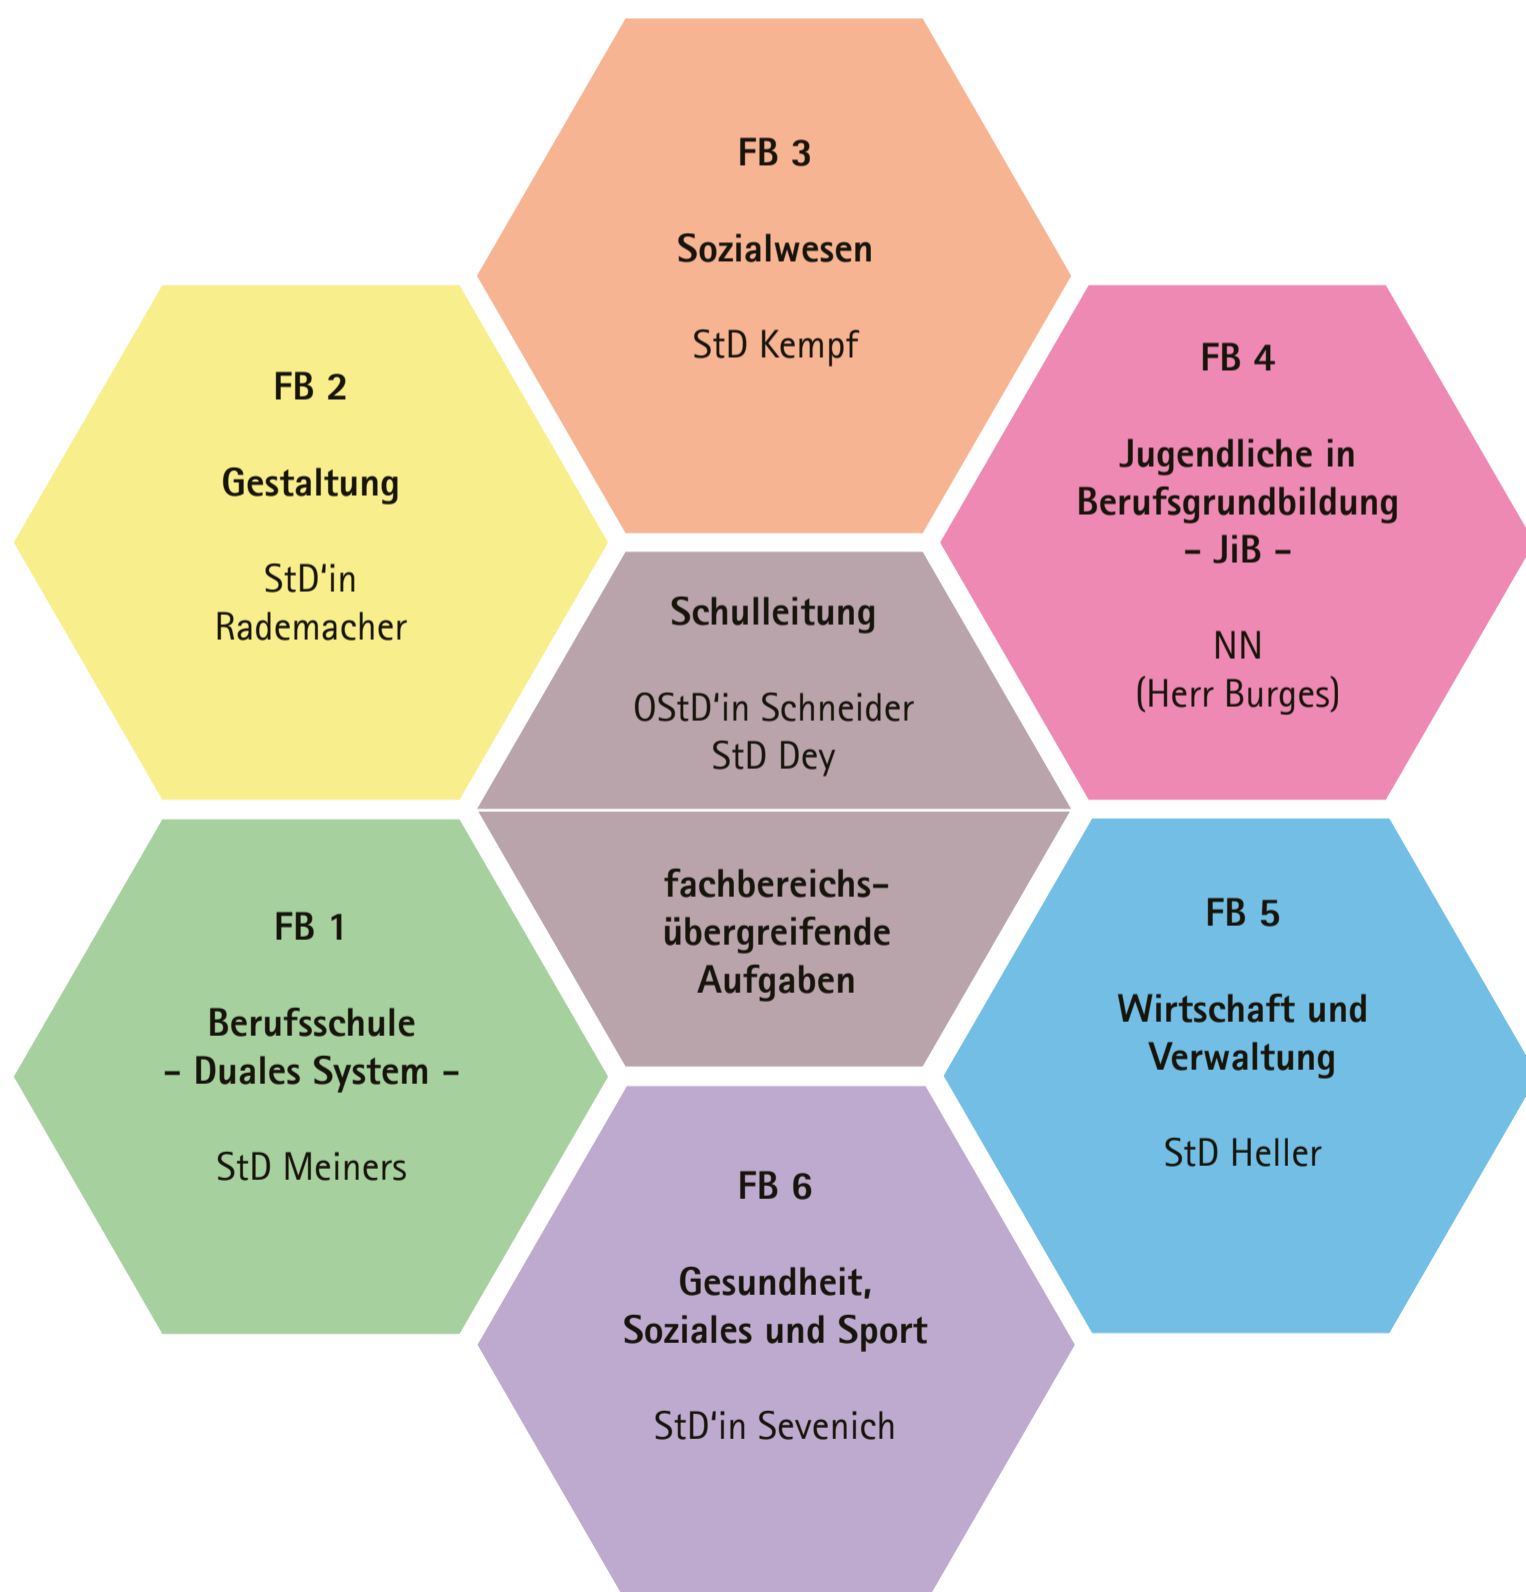 FB 3
Sozialwesen
StD Kempf
FB 2
Gestaltung
StD‘in
Rademacher
FB 4
Jugendliche in
Berufsgrundbildung
– JiB –
NN
(Herr Burges)
Schulleitung
OStD‘in Schneider
StD Dey
fachbereichs-
übergreifende
Aufgaben
FB 1
Berufsschule
– Duales System –
StD Meiners
FB 5
Wirtschaft und
Verwaltung
StD Heller
FB 6
Gesundheit,
Soziales und Sport
StD‘in Sevenich